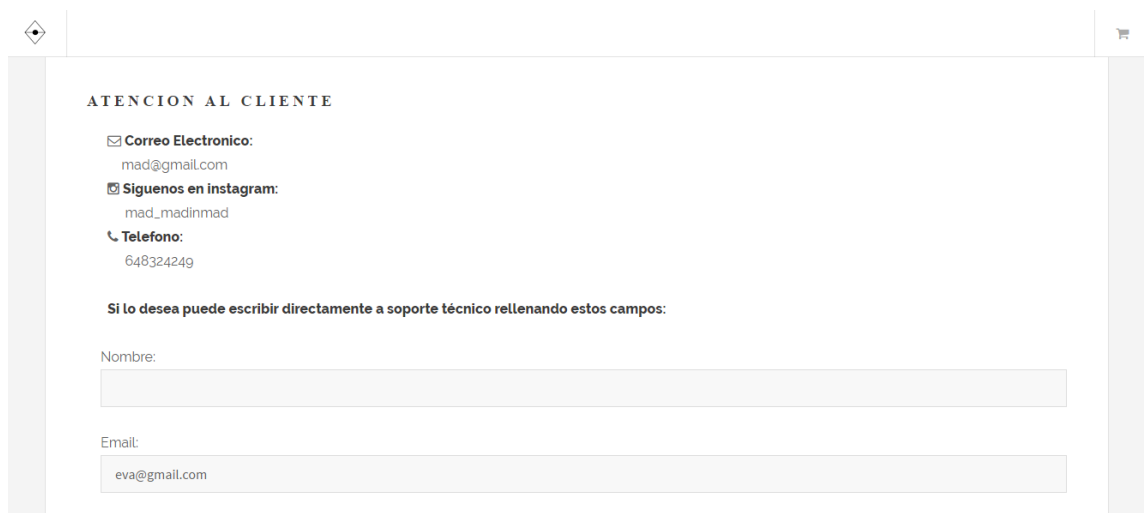 ATENCION AL CLIENTE
Correo Electronico:
mad@gmail.com
Siguenos en instagram:
mad_madinmad
Telefono:
648324249
Si lo desea puede escribir directamente a soporte técnico rellenando estos campos:
Nombre:
Email:
eva@gmail.com